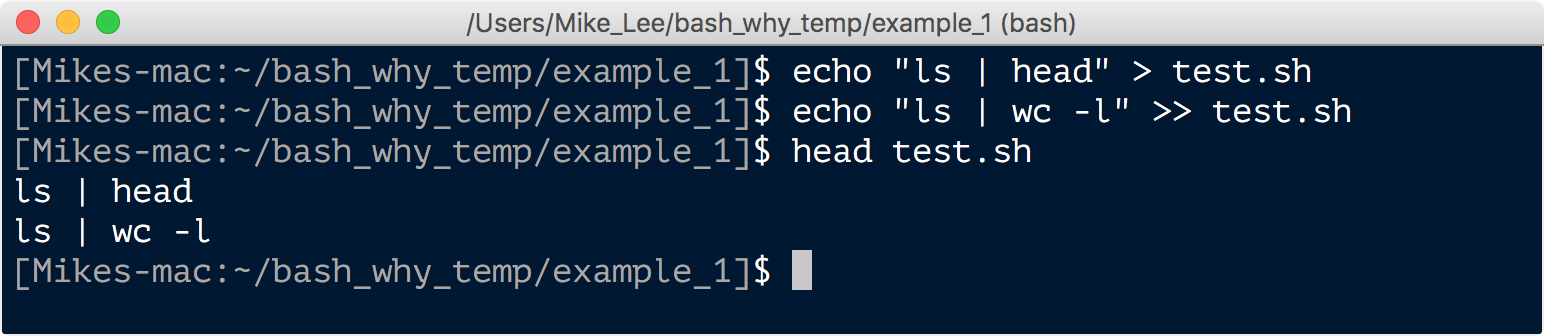 /Users/Mike_Lee/bash_why_temp/example_1 (bash)
[Mikes-mac:~/bash_why_temp/example_1]$ echo "ls | head" > test.sh
[Mikes-mac:~/bash_why_temp/example_1]$ echo "ls | wc -l" >> test.sh
[Mikes-mac:~/bash_why_temp/example_1]$ head test.sh
ls | head
ls | wc -l
[Mikes-mac:~/bash_why_temp/example_1]$